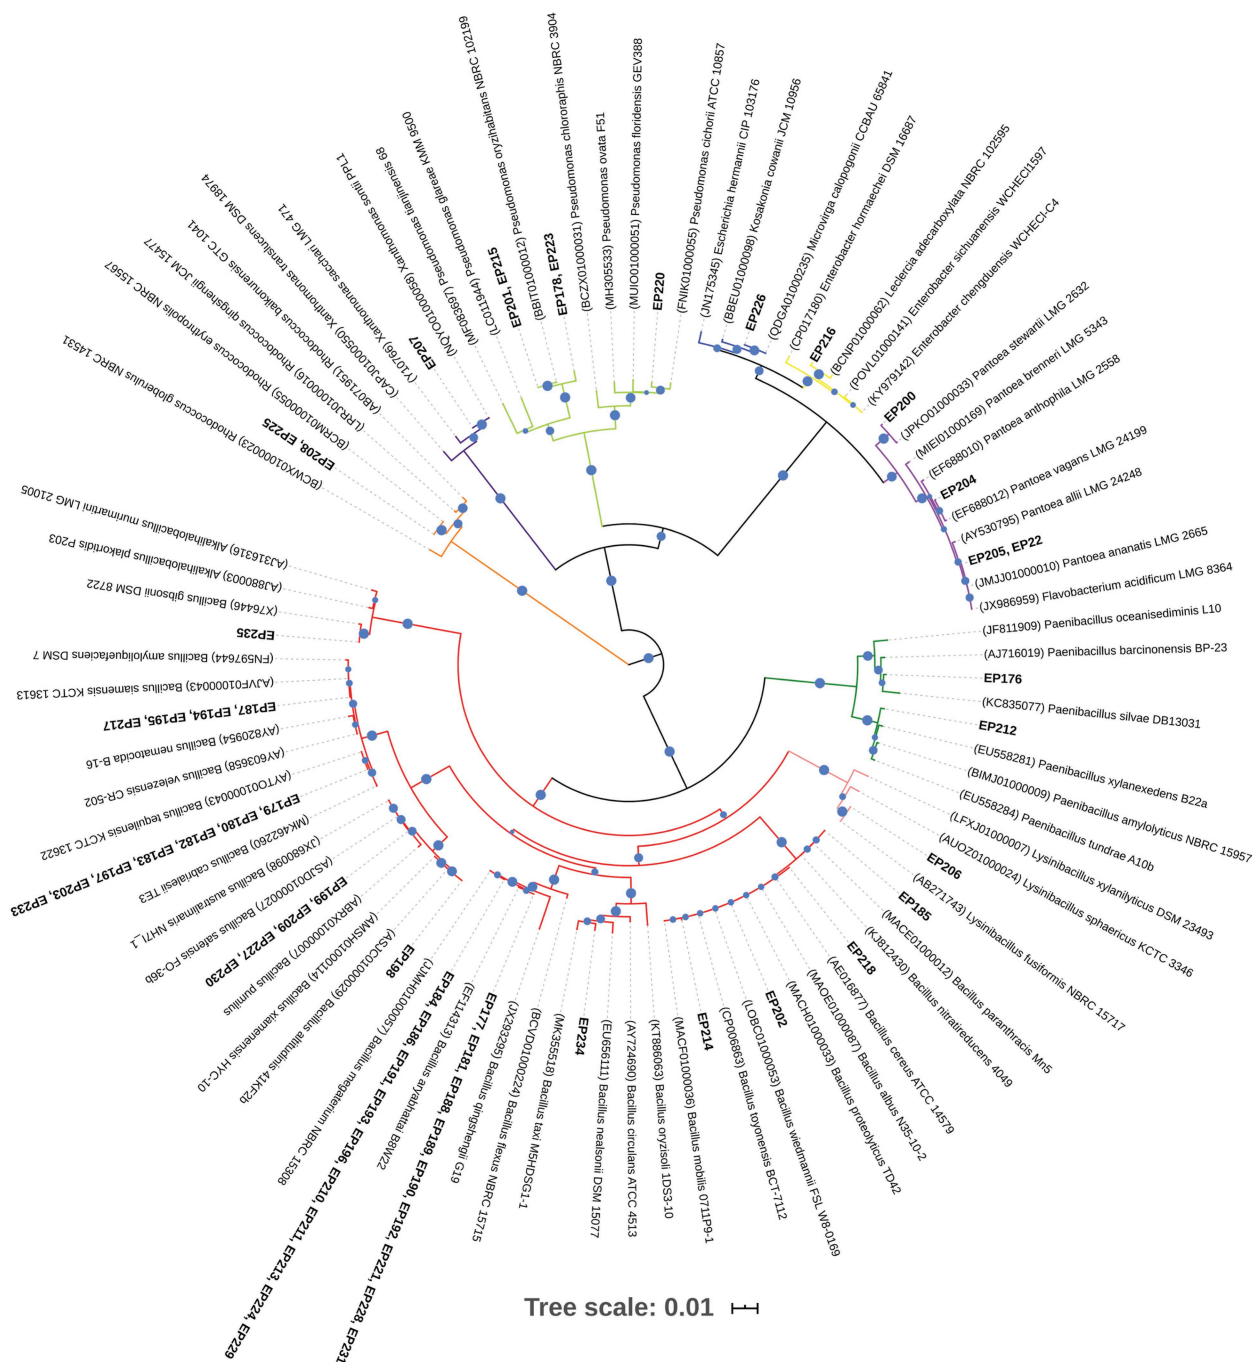 (BCWX01000023) Rhodococcus globerulus NBRC 14531
EP208, EP225
(BCRM01000055) Rhodococcus erythropolis NBRC 15567
(LRRJ01000016) Rhodococcus qingshengii JCM 15477
(AB071951) Rhodococcus baikonurensis GTC 1041
(CAPJ01000550) Xanthomonas translucens DSM 18974
(Y10766) Xanthomonas sacchari LMG 471
EP207
(NQYO01000058) Xanthomonas sontii PPL1
(MF083697) Pseudomonas tianjinensis 68
(LC011944) Pseudomonas glareae KMM 9500
EP201, EP215
(BBIT01000012) Pseudomonas oryzihabitans NBRC 102199
EP178, EP223
(BCZX01000031) Pseudomonas chlororaphis NBRC 3904
(MH305533) Pseudomonas ovata F51
(MUIO01000051) Pseudomonas floridensis GEV388
EP220
(FNIK01000055) Pseudomonas cichorii ATCC 10857
(JN175345) Escherichia hermannii CIP 103176
(BBEU01000098) Kosakonia cowanii JCM 10956
EP226
(QDGA01000235) Microvirga calopogonii CCBAU 65841
(CP017180) Enterobacter hormaechei DSM 16687
EP216
(BCNP01000062) Leclercia adecarboxylata NBRC 102595
(POVL01000141) Enterobacter sichuanensis WCHECl1597
(KY979142) Enterobacter chengduensis WCHECl-C4
EP200
(JPKO01000033) Pantoea stewartii LMG 2632
(MIEI01000169) Pantoea brenneri LMG 5343
(EF688010) Pantoea anthophila LMG 2558
EP204
(EF688012) Pantoea vagans LMG 24199
(AY530795) Pantoea allii LMG 24248
EP205, EP22
(JMJJ01000010) Pantoea ananatis LMG 2665
(JX986959) Flavobacterium acidificum LMG 8364
(JF811909) Paenibacillus oceanisediminis L10
(AJ716019) Paenibacillus barcinonensis BP-23
EP176
(KC835077) Paenibacillus silvae DB13031
EP212
(EU558281) Paenibacillus xylanexedens B22a
(BIMJ01000009) Paenibacillus amylolyticus NBRC 15957
(EU558284) Paenibacillus tundrae A10b
(LFXJ01000007) Lysinibacillus xylanilyticus DSM 23493
(AUOZ01000024) Lysinibacillus sphaericus KCTC 3346
EP206
(AB271743) Lysinibacillus fusiformis NBRC 15717
EP185
(MACE01000012) Bacillus paranthracis Mn5
(KJ812430) Bacillus nitratireducens 4049
EP218
(AE016877) Bacillus cereus ATCC 14579
(MAOE01000087) Bacillus albus N35-10-2
(MACH01000033) Bacillus proteolyticus TD42
EP202
(LOBC01000053) Bacillus wiedmannii FSL W8-0169
(CP006863) Bacillus toyonensis BCT-7112
EP214
(MACF01000036) Bacillus mobilis 0711P9-1
(KT886063) Bacillus oryzisoli 1DS3-10
(AY724690) Bacillus circulans ATCC 4513
(EU656111) Bacillus nealsonii DSM 15077
EP234
(MK355518) Bacillus taxi M5HDSG1-1
(BCVD01000224) Bacillus flexus NBRC 15715
(JX293295) Bacillus qingshengii G19
EP177, EP181, EP188, EP189, EP190, EP192, EP221, EP228, EP231
(EF114313) Bacillus aryabhattai B8W22
EP184, EP186, EP191, EP193, EP196, EP210, EP211, EP213, EP224, EP229
(JJMH01000057) Bacillus megaterium NBRC 15308
EP198
(ASJC01000029) Bacillus altitudinis 41KF2b
(AMSH01000114) Bacillus xiamenensis HYC-10
(ABRX01000007) Bacillus pumilus
EP199, EP209, EP227, EP230
(ASJD01000027) Bacillus safensis FO-36b
(JX680098) Bacillus australimaris NH7I_1
(MK462260) Bacillus cabrialesii TE3
EP179, EP180, EP182, EP183, EP197, EP203, EP233
(AYTO01000043) Bacillus tequilensis KCTC 13622
(AY603658) Bacillus velezensis CR-502
(AY820954) Bacillus nematocida B-16
EP187, EP194, EP195, EP217
(AJVF01000043) Bacillus siamensis KCTC 13613
(FN597644) Bacillus amyloliquefaciens DSM 7
EP235
(X76446) Bacillus gibsonii DSM 8722
(AJ880003) Alkalihalobacillus plakortidis P203
(AJ316316) Alkalihalobacillus murimartini LMG 21005
Tree scale: 0.01